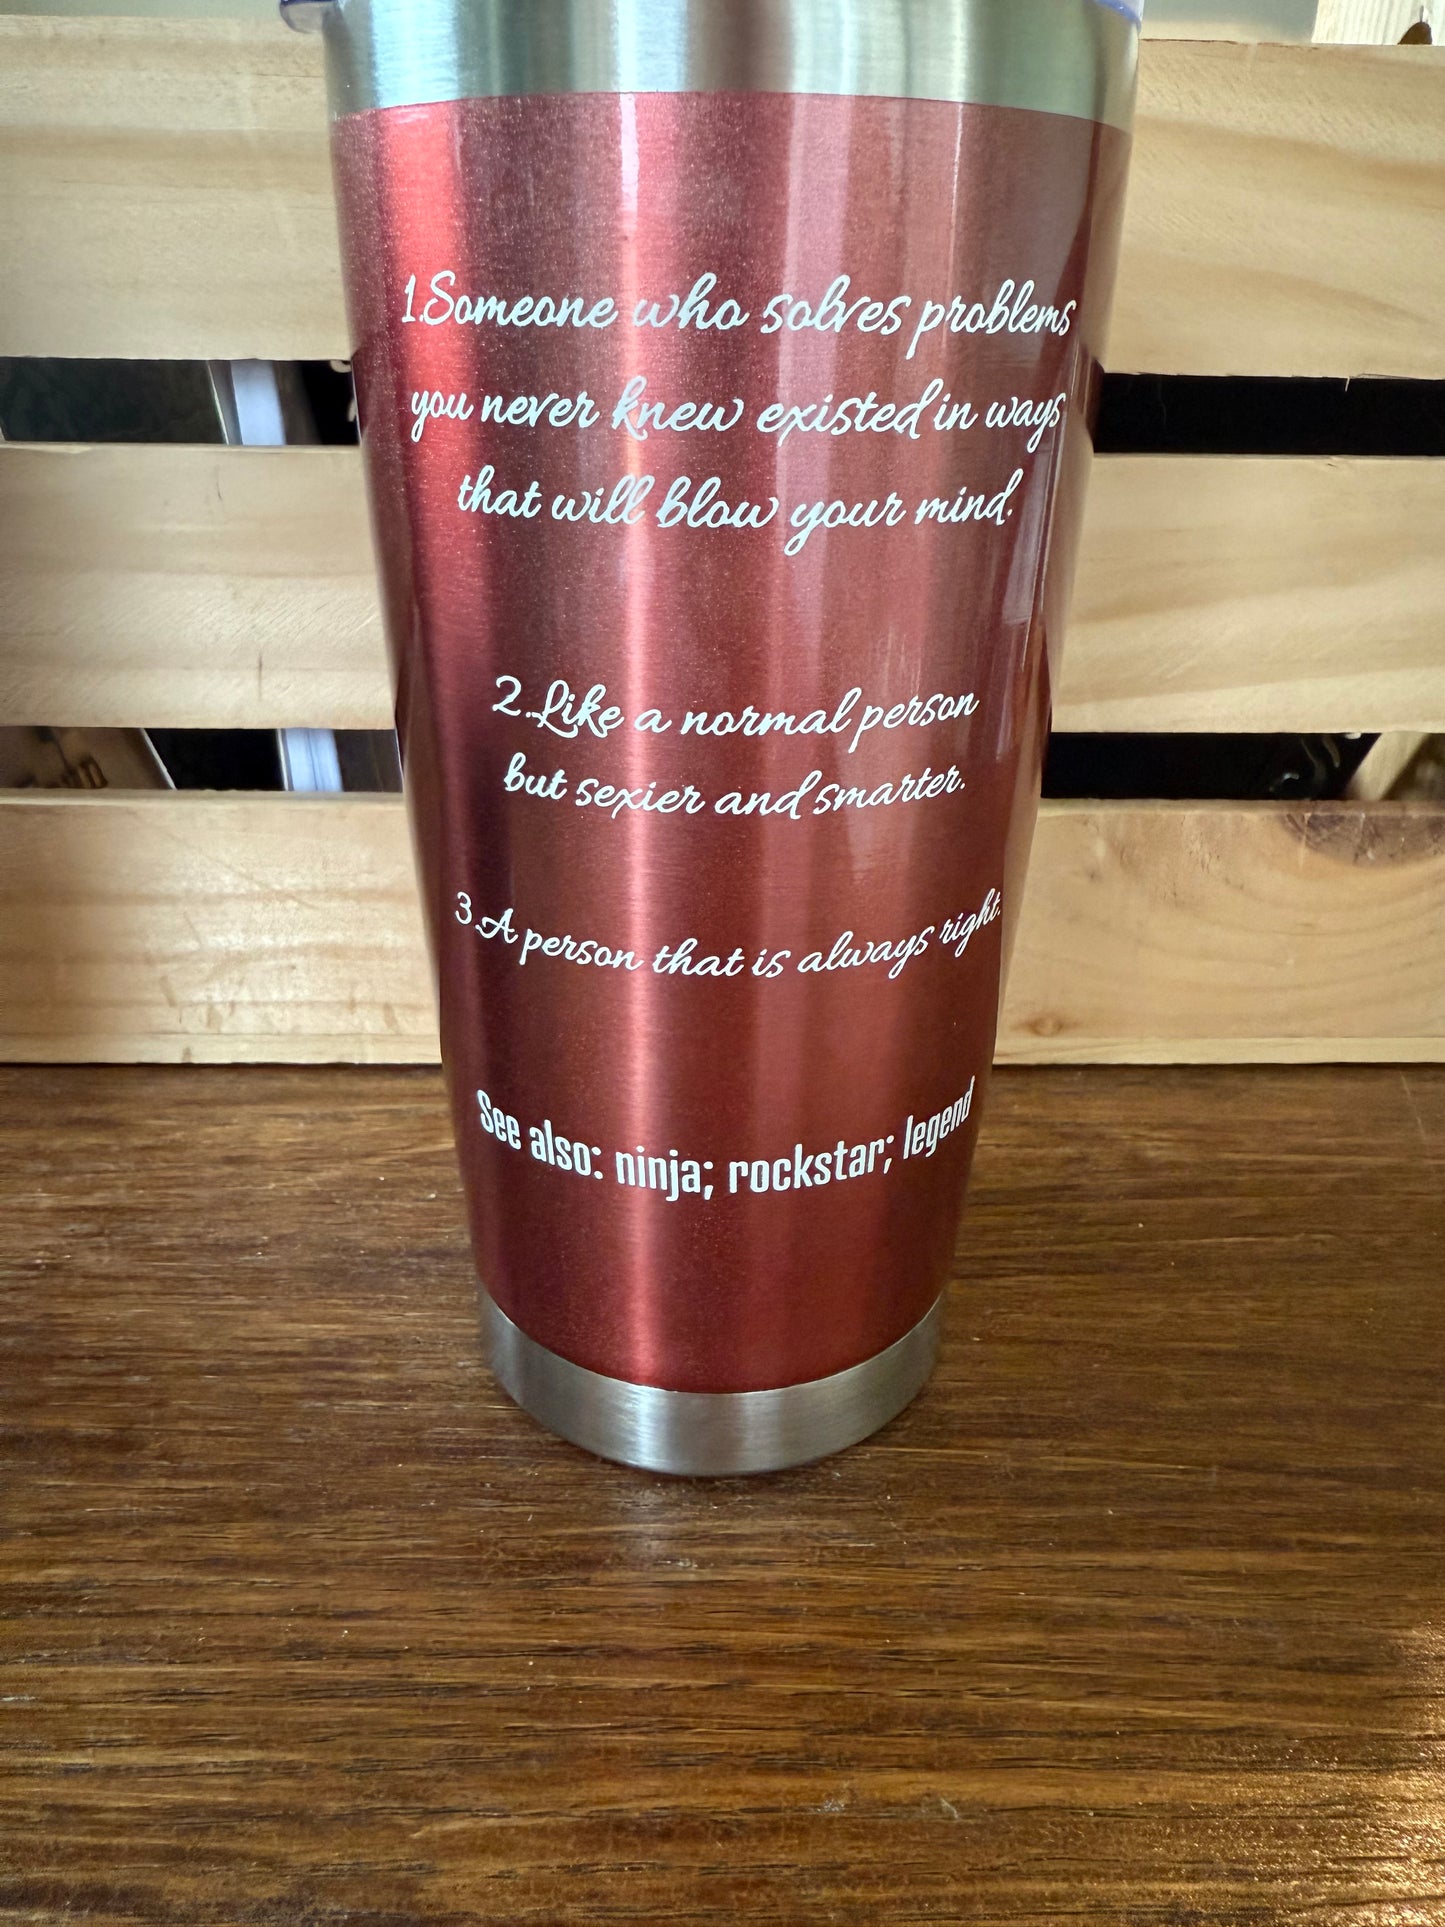 1.Someone who solves problems
you never knew existed in ways
that will blow your mind.
2.Like a normal person
but sexier and smarter.
3.A person that is always right.
See also: ninja; rockstar; legend